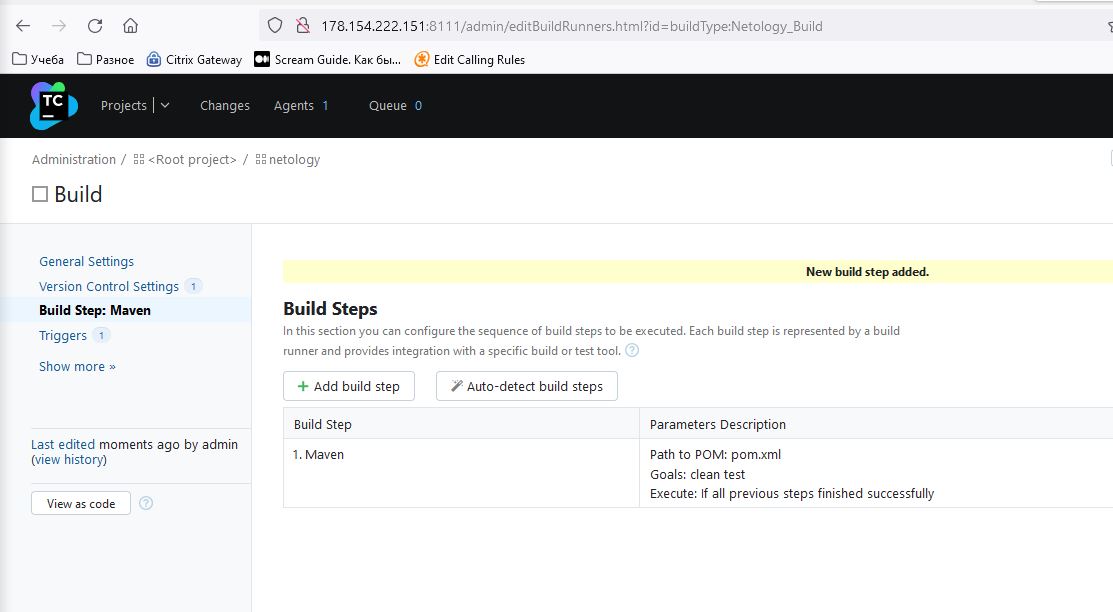 178.154.222.151:8111/admin/editBuildRunners.html?id=buildType:Netology_Build
Учеба Разное Citrix Gateway Scream Guide. Как бы... Edit Calling Rules
TC Projects Changes Agents 1 Queue 0
Administration / <Root project> / netology
Build
General Settings
Version Control Settings 1
Build Step: Maven
Triggers 1
Show more »
Last edited moments ago by admin
(view history)
View as code ?
New build step added.
Build Steps
In this section you can configure the sequence of build steps to be executed. Each build step is represented by a build
runner and provides integration with a specific build or test tool. ?
+ Add build step Auto-detect build steps
Build Step Parameters Description
1. Maven Path to POM: pom.xml
Goals: clean test
Execute: If all previous steps finished successfully